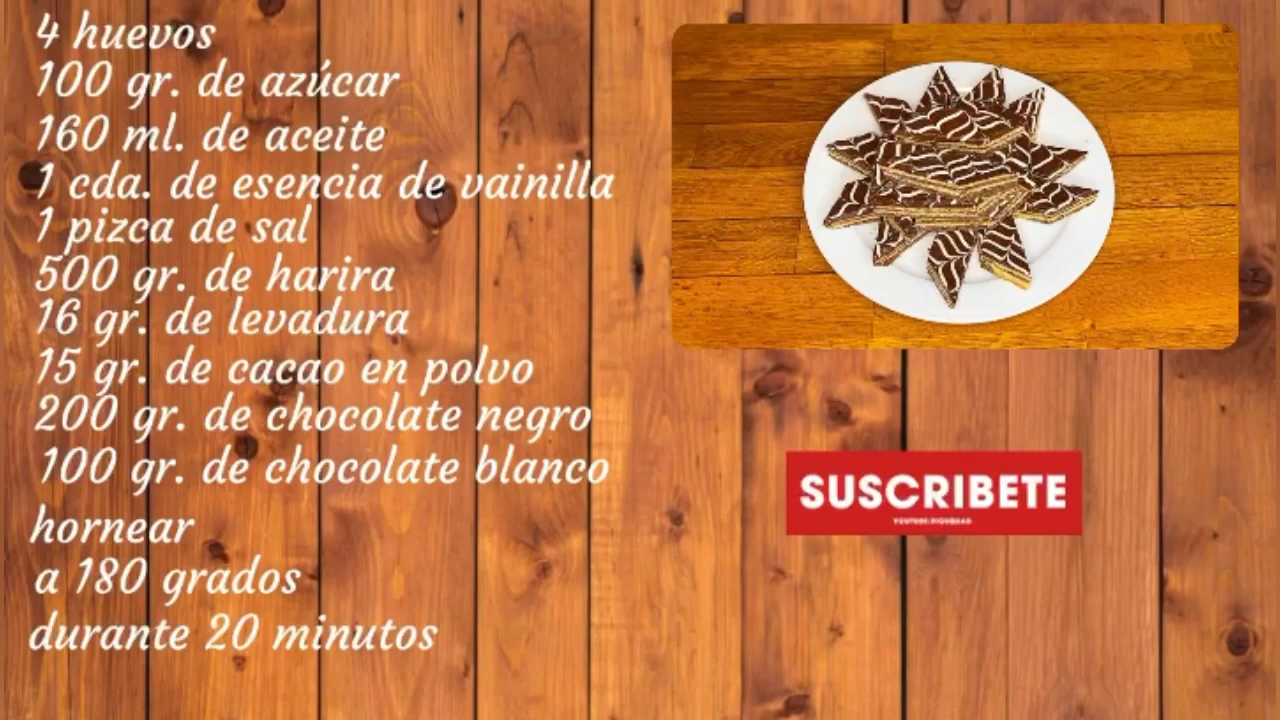 4 huevos
100 gr. de azúcar
160 ml. de aceite
1 cda. de esencia de vainilla
1 pizca de sal
500 gr. de harira
16 gr. de levadura
15 gr. de cacao en polvo
200 gr. de chocolate negro
100 gr. de chocolate blanco
hornear
a 180 grados
durante 20 minutos
SUSCRIBETE